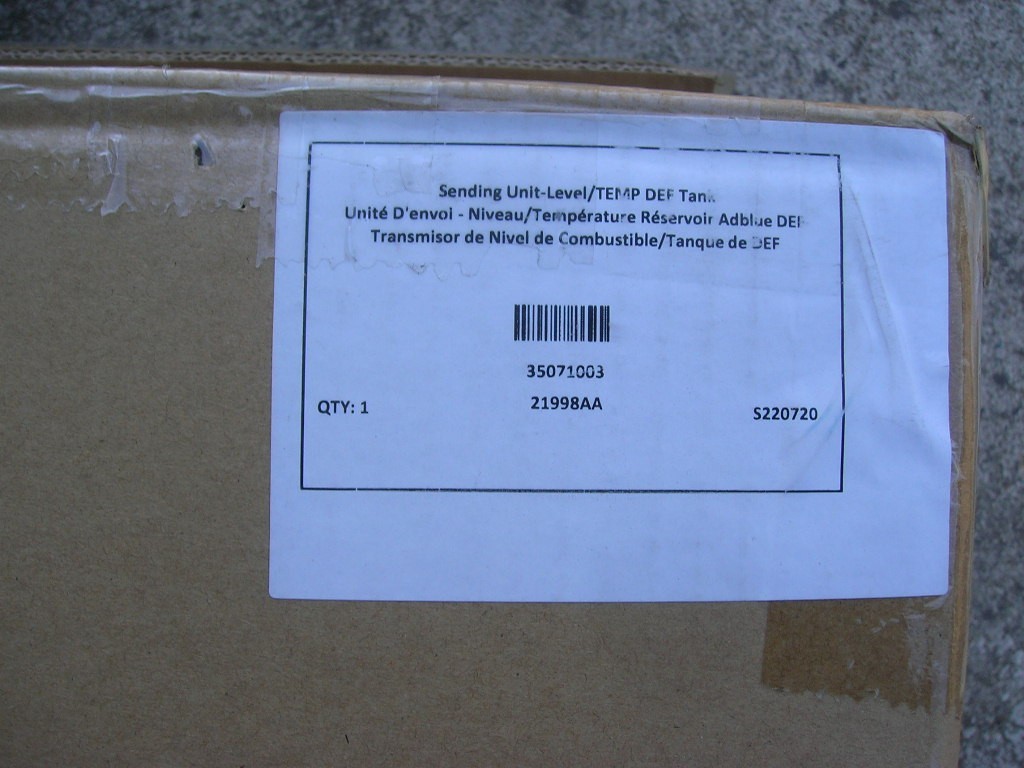 Sending Unit-Level/TEMP DEF Tank
Unité D'envoi - Niveau/Température Réservoir Adblue DEF
Transmisor de Nivel de Combustible/Tanque de DEF
35071003
21998AA
QTY: 1
S220720